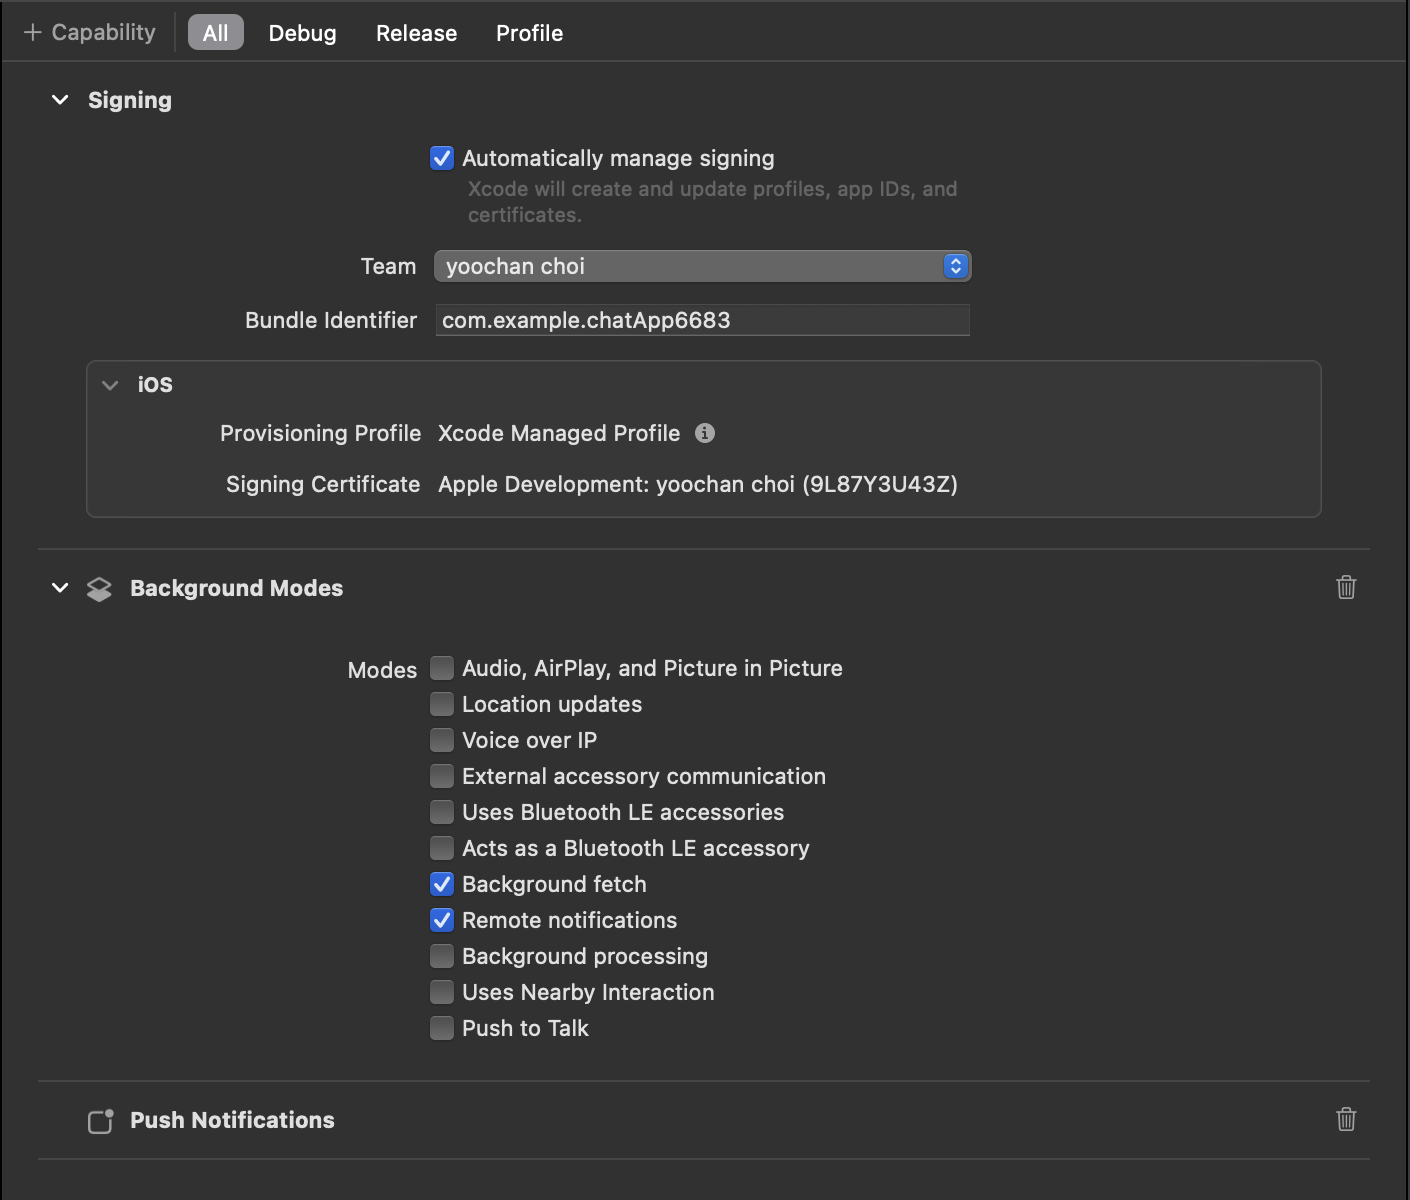 + Capability
All
Debug
Release
Profile
Signing
Automatically manage signing
Xcode will create and update profiles, app IDs, and
certificates.
Team
yoochan choi
Bundle Identifier
com.example.chatApp6683
iOS
Provisioning Profile
Xcode Managed Profile
Signing Certificate
Apple Development: yoochan choi (9L87Y3U43Z)
Background Modes
Modes
Audio, AirPlay, and Picture in Picture
Location updates
Voice over IP
External accessory communication
Uses Bluetooth LE accessories
Acts as a Bluetooth LE accessory
Background fetch
Remote notifications
Background processing
Uses Nearby Interaction
Push to Talk
Push Notifications